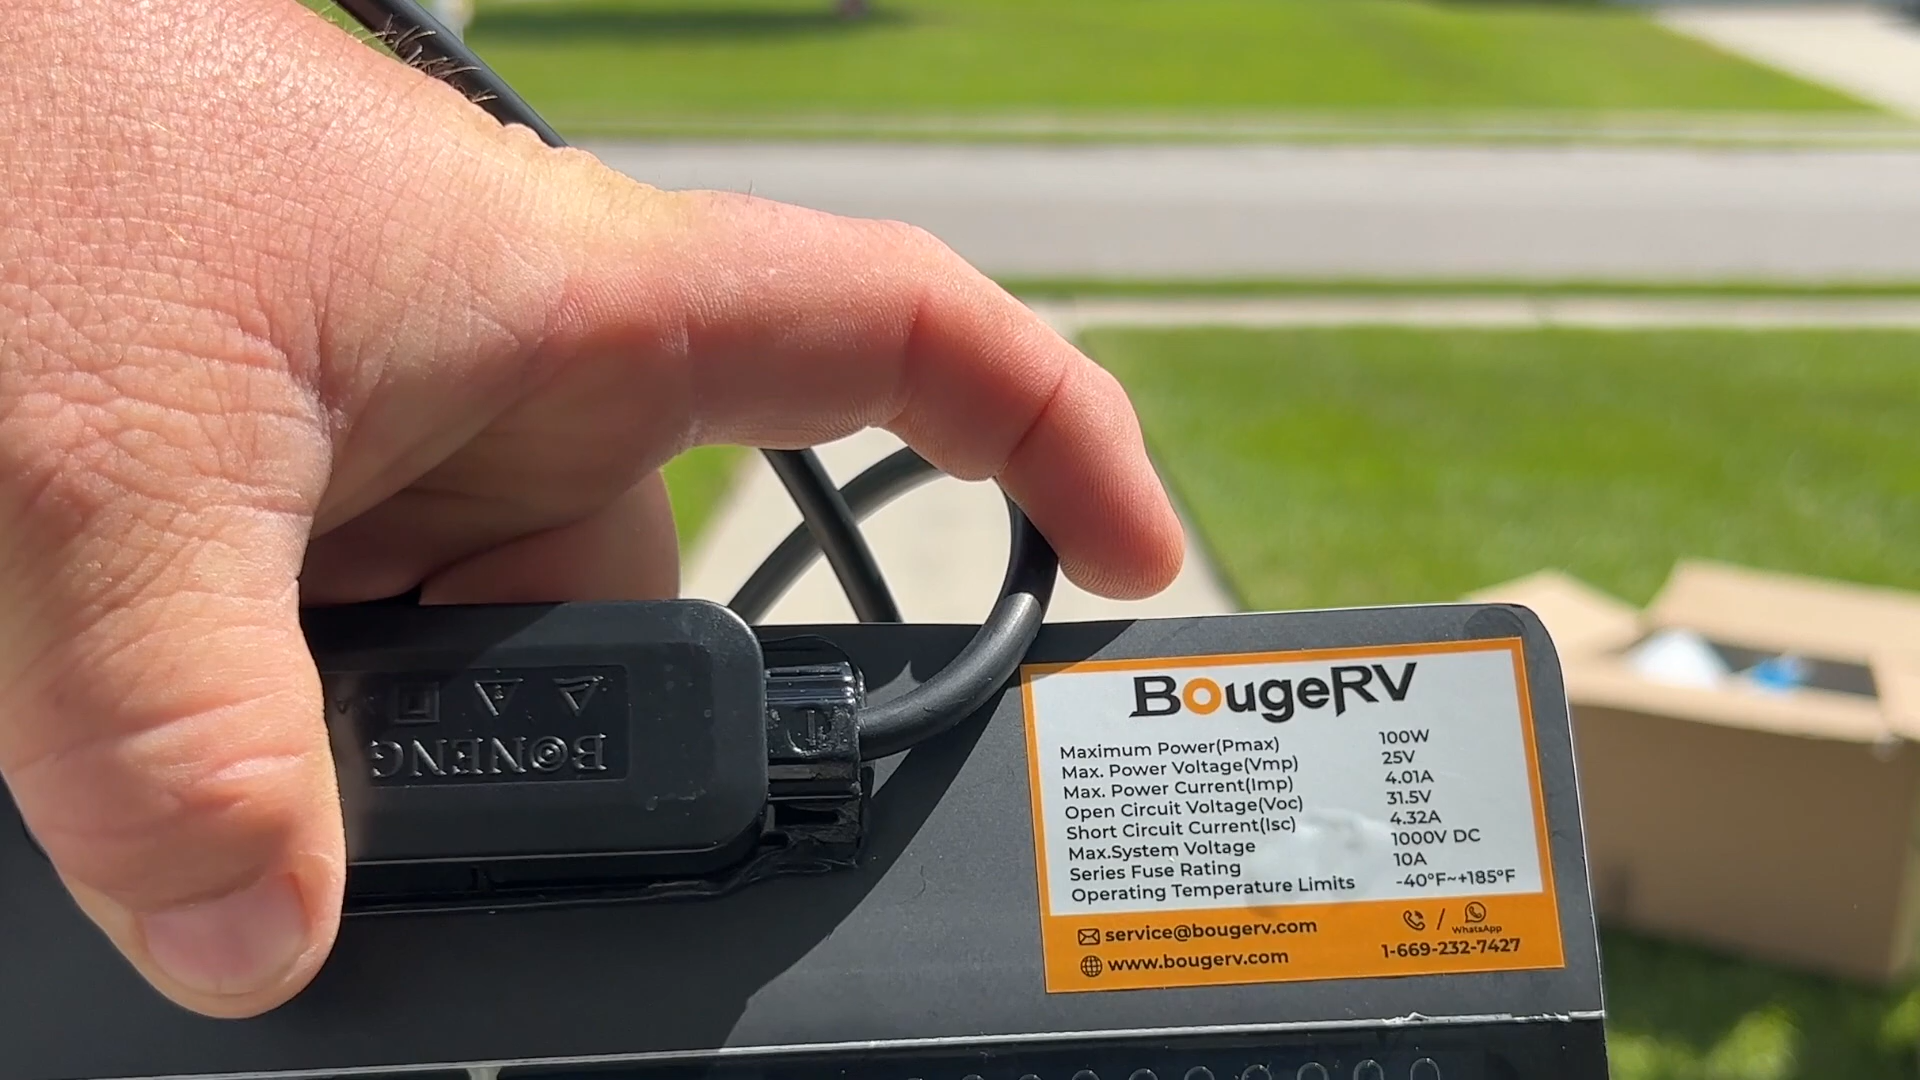 BONENG
BougeRV
Maximum Power(Pmax) 100W
Max. Power Voltage(Vmp) 25V
Max. Power Current(Imp) 4.01A
Open Circuit Voltage(Voc) 31.5V
Short Circuit Current(Isc) 4.32A
Max.System Voltage 1000V DC
Series Fuse Rating 10A
Operating Temperature Limits -40°F~+185°F
service@bougerv.com
/ WhatsApp
www.bougerv.com
1-669-232-7427